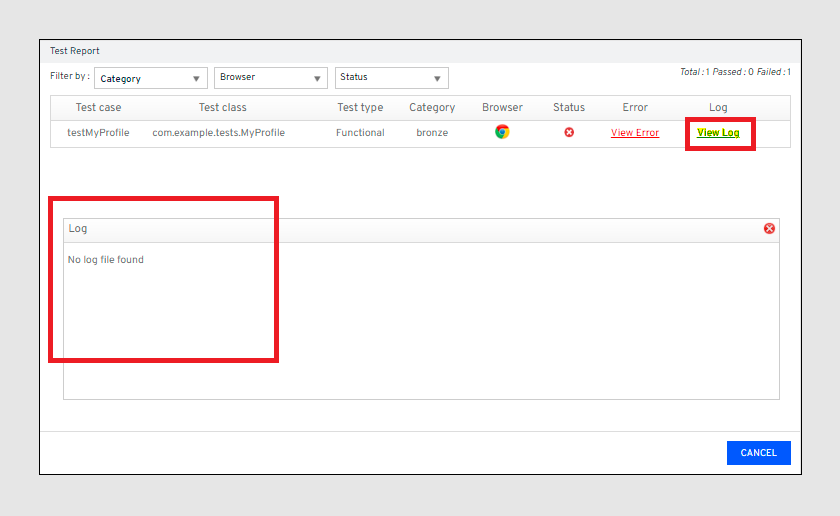 Test Report
Filter by : Category Browser Status Total : 1 Passed : 0 Failed : 1
Test case Test class Test type Category Browser Status Error Log
testMyProfile com.example.tests.MyProfile Functional bronze View Error View Log
Log
No log file found
CANCEL